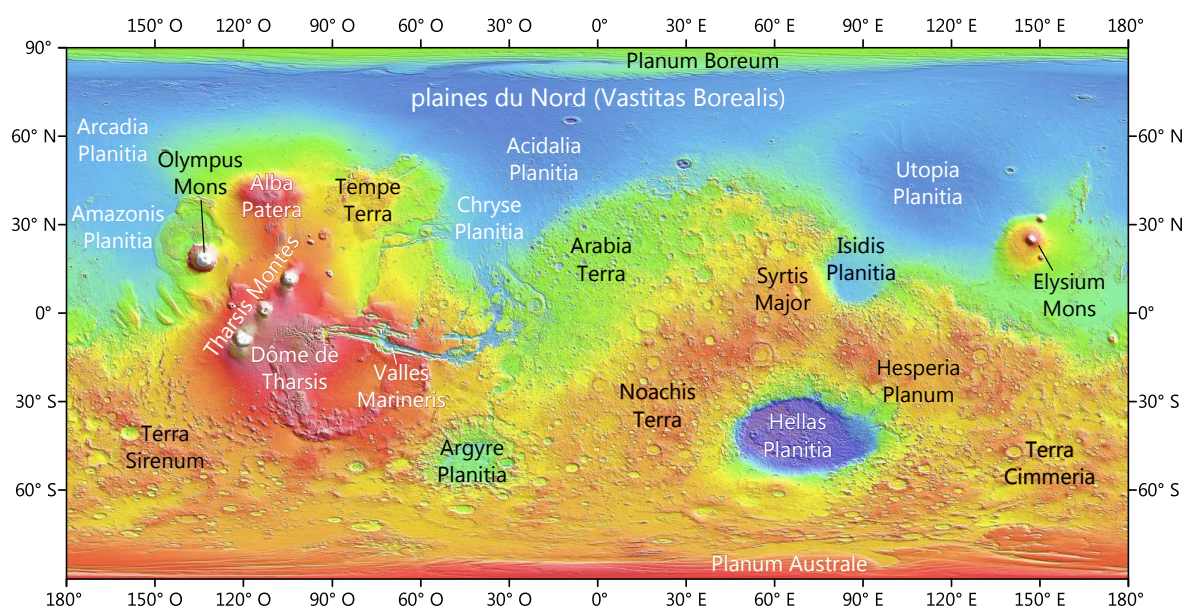 150° O 120° O 90° O 60° O 30° O 0° 30° E 60° E 90° E 120° E 150° E 180°
90°
Planum Boreum
plaines du Nord (Vastitas Borealis)
Arcadia
Planitia
60° N
60° N
Acidalia
Planitia
Olympus
Mons
Alba
Patera
Tempe
Terra
Utopia
Planitia
Amazonis
Planitia
Chryse
Planitia
30° N
30° N
Arabia
Terra
Isidis
Planitia
Syrtis
Major
Elysium
Mons
Tharsis Montes
0°
0°
Dôme de
Tharsis
Valles
Marineris
Noachis
Terra
Hesperia
Planum
30° S
30° S
Terra
Sirenum
Argyre
Planitia
Hellas
Planitia
Terra
Cimmeria
60° S
60° S
Planum Australe
180° 150° O 120° O 90° O 60° O 30° O 0° 30° E 60° E 90° E 120° E 150° E 180°